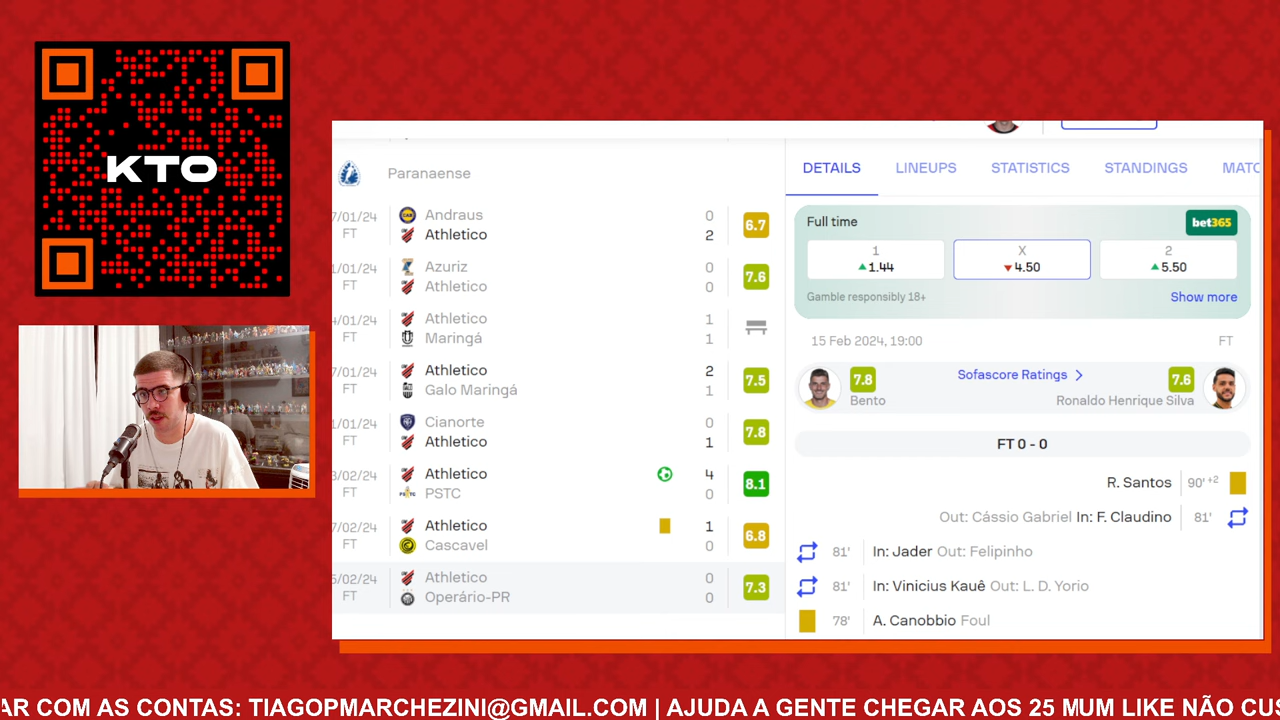 KTO
Paranaense
7/01/24 FT Andraus 0 Athletico 2 6.7
1/01/24 FT Azuriz 0 Athletico 0 7.6
4/01/24 FT Athletico 1 Maringá 1
7/01/24 FT Athletico 2 Galo Maringá 1 7.5
1/01/24 FT Cianorte 0 Athletico 1 7.8
3/02/24 FT Athletico 4 PSTC 0 8.1
7/02/24 FT Athletico 1 Cascavel 0 6.8
5/02/24 FT Athletico 0 Operário-PR 0 7.3
DETAILS LINEUPS STATISTICS STANDINGS MATC
Full time bet365
1 X 2
1.44 4.50 5.50
Gamble responsibly 18+ Show more
15 Feb 2024, 19:00 FT
7.8 Sofascore Ratings 7.6
Bento Ronaldo Henrique Silva
FT 0 - 0
R. Santos 90' +2
Out: Cássio Gabriel In: F. Claudino 81'
81' In: Jader Out: Felipinho
81' In: Vinicius Kauê Out: L. D. Yorio
78' A. Canobbio Foul
AR COM AS CONTAS: TIAGOPMARCHEZINI@GMAIL.COM | AJUDA A GENTE CHEGAR AOS 25 MUM LIKE NÃO CUS